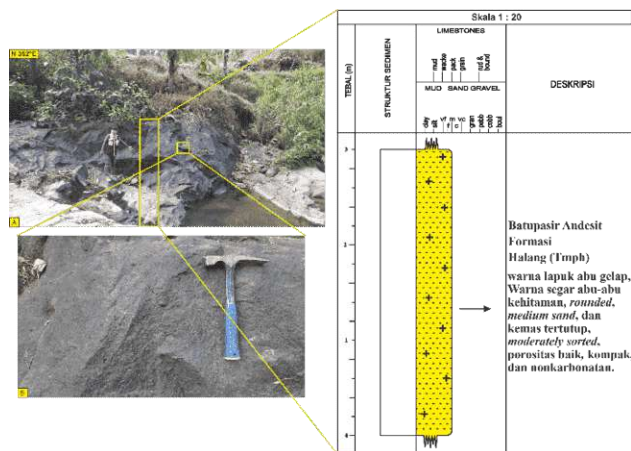 N 362°E
A
B
Skala 1 : 20
TEBAL (m)
STRUKTUR SEDIMEN
LIMESTONES
mud
wacke
pack
grain
rud &
bound
MUD SAND GRAVEL
clay
silt
vf
f
m
c
vc
gran
pebb
cobb
boul
DESKRIPSI
3
2
1
0
Batupasir Andesit
Formasi
Halang (Tmph)
warna lapuk abu gelap,
Warna segar abu-abu
kehitaman, rounded,
medium sand, dan
kemas tertutup,
moderately sorted,
porositas baik, kompak,
dan nonkarbonatan.